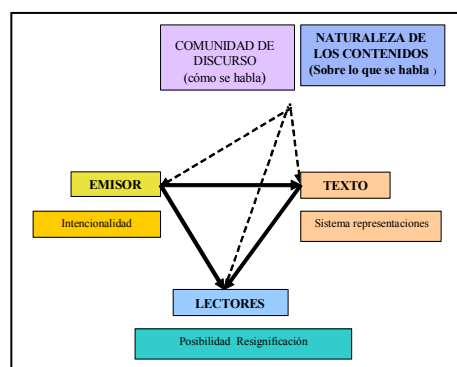 COMUNIDAD DE
DISCURSO
(cómo se habla)
NATURALEZA DE
LOS CONTENIDOS
(Sobre lo que se habla )
EMISOR
TEXTO
Intencionalidad
Sistema representaciones
LECTORES
Posibilidad Resignificación